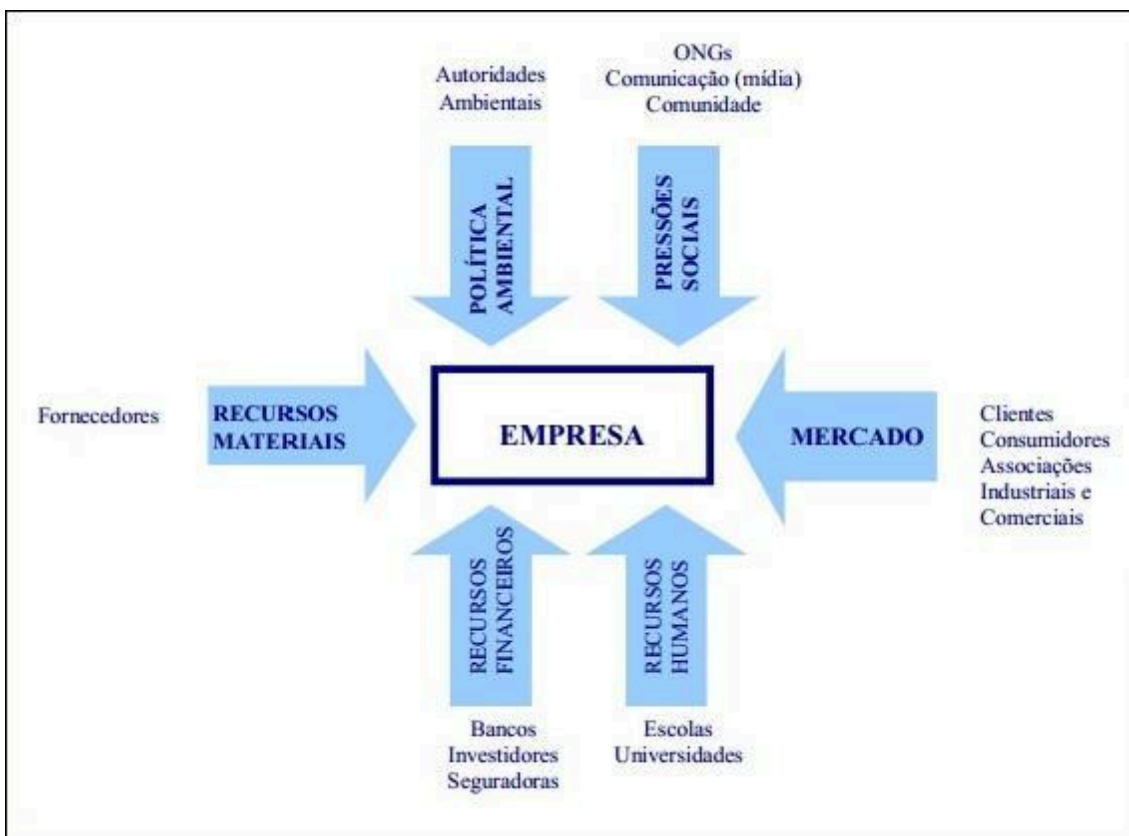 Autoridades
Ambientais
ONGs
Comunicação (mídia)
Comunidade
POLÍTICA
AMBIENTAL
PRESSÕES
SOCIAIS
Fornecedores
RECURSOS
MATERIAIS
EMPRESA
MERCADO
Clientes
Consumidores
Associações
Industriais e
Comerciais
RECURSOS
FINANCEIROS
RECURSOS
HUMANOS
Bancos
Investidores
Seguradoras
Escolas
Universidades